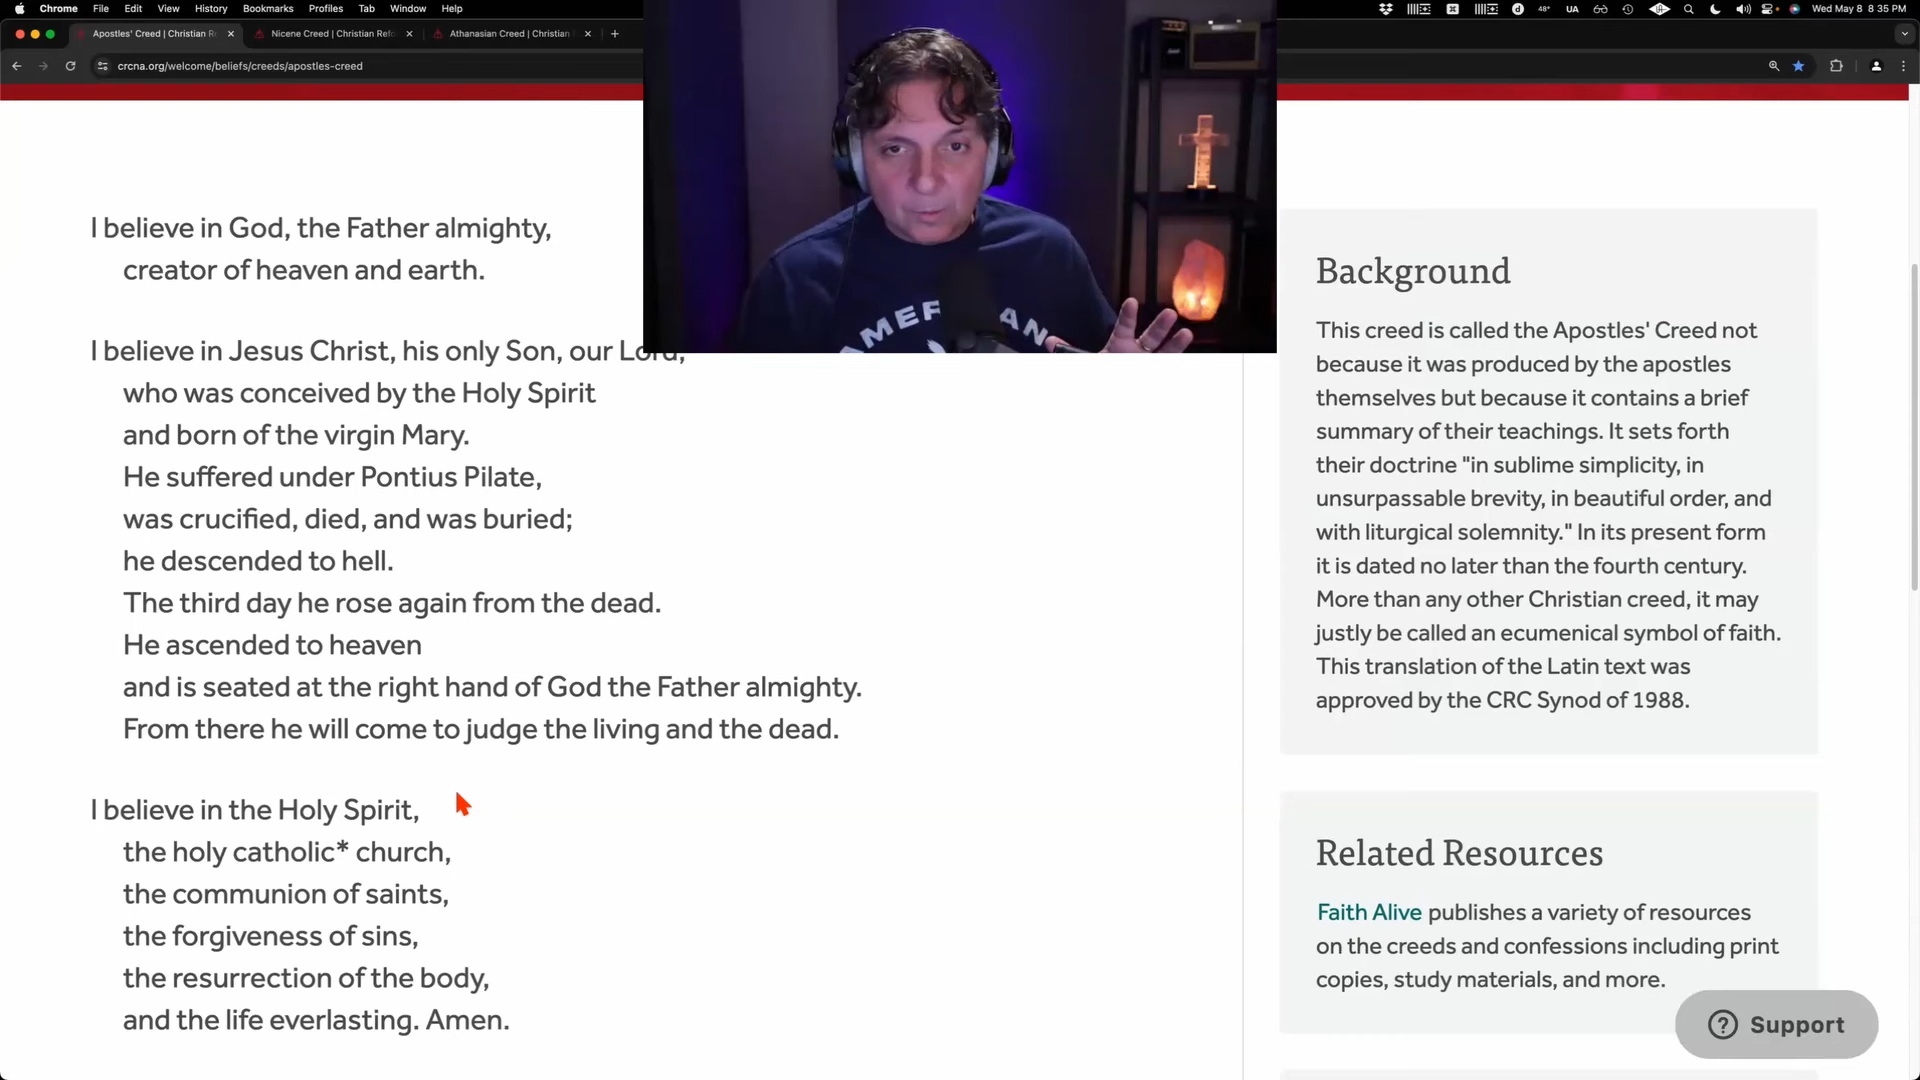 Chrome File Edit View History Bookmarks Profiles Tab Window Help
48°
UA
Wed May 8 8:35 PM
Apostles' Creed | Christian Re
Nicene Creed | Christian Refo
Athanasian Creed | Christian
crcna.org/welcome/beliefs/creeds/apostles-creed
AMER
AN
I believe in God, the Father almighty,
creator of heaven and earth.
I believe in Jesus Christ, his only Son, our Lord,
who was conceived by the Holy Spirit
and born of the virgin Mary.
He suffered under Pontius Pilate,
was crucified, died, and was buried;
he descended to hell.
The third day he rose again from the dead.
He ascended to heaven
and is seated at the right hand of God the Father almighty.
From there he will come to judge the living and the dead.
I believe in the Holy Spirit,
the holy catholic* church,
the communion of saints,
the forgiveness of sins,
the resurrection of the body,
and the life everlasting. Amen.
Background
This creed is called the Apostles' Creed not
because it was produced by the apostles
themselves but because it contains a brief
summary of their teachings. It sets forth
their doctrine "in sublime simplicity, in
unsurpassable brevity, in beautiful order, and
with liturgical solemnity." In its present form
it is dated no later than the fourth century.
More than any other Christian creed, it may
justly be called an ecumenical symbol of faith.
This translation of the Latin text was
approved by the CRC Synod of 1988.
Related Resources
Faith Alive publishes a variety of resources
on the creeds and confessions including print
copies, study materials, and more.
Support